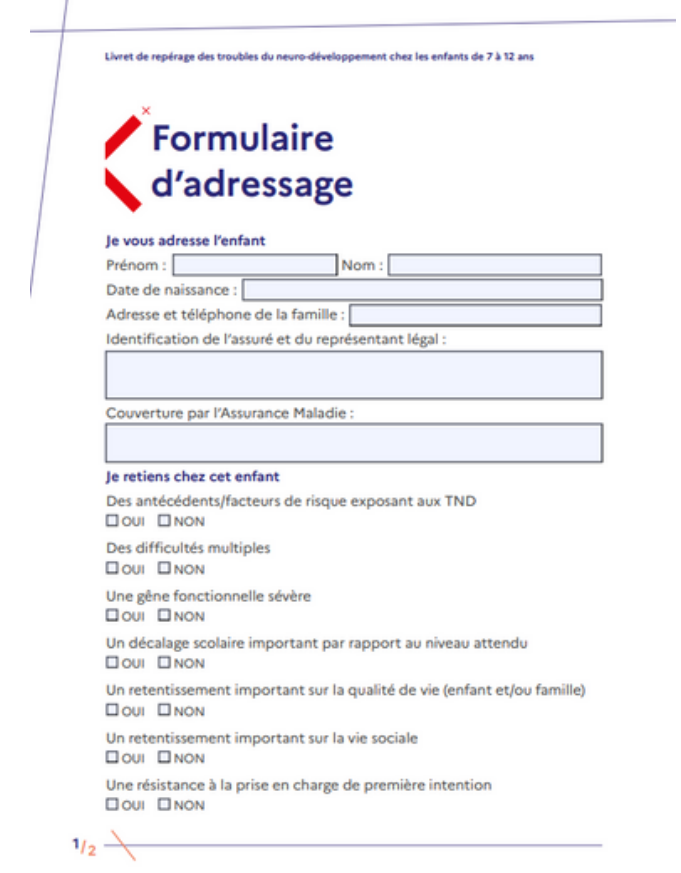 Livret de repérage des troubles du neuro-développement chez les enfants de 7 à 12 ans
Formulaire
d'adressage
Je vous adresse l'enfant
Prénom : Nom :
Date de naissance :
Adresse et téléphone de la famille :
Identification de l'assuré et du représentant légal :
Couverture par l'Assurance Maladie :
Je retiens chez cet enfant
Des antécédents/facteurs de risque exposant aux TND
OUI NON
Des difficultés multiples
OUI NON
Une gêne fonctionnelle sévère
OUI NON
Un décalage scolaire important par rapport au niveau attendu
OUI NON
Un retentissement important sur la qualité de vie (enfant et/ou famille)
OUI NON
Un retentissement important sur la vie sociale
OUI NON
Une résistance à la prise en charge de première intention
OUI NON
1/2